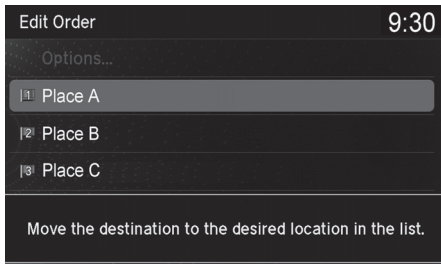 Edit Order
9:30
Options...
1 Place A
2 Place B
3 Place C
Move the destination to the desired location in the list.